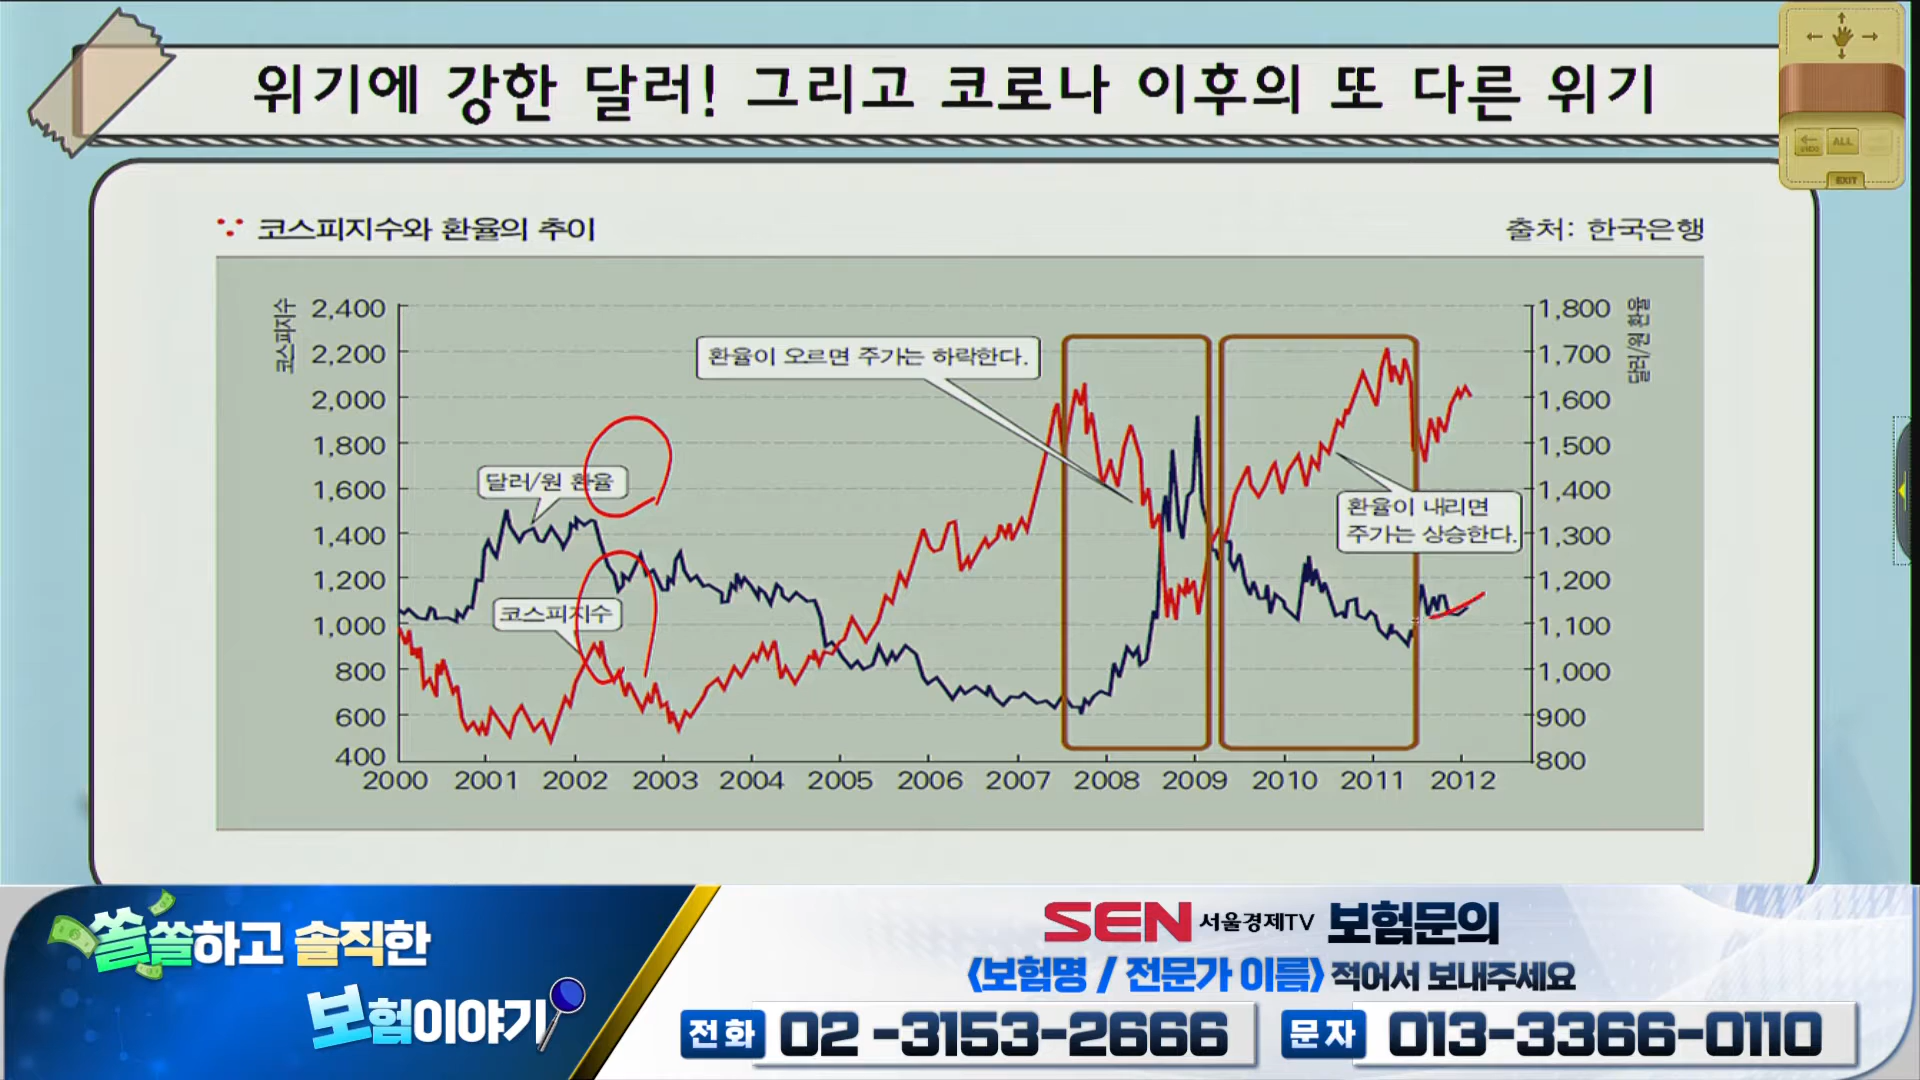 위기에 강한 달러! 그리고 코로나 이후의 또 다른 위기
ALL
EXIT
코스피지수와 환율의 추이
출처: 한국은행
코스피지수
달러/원 환율
2,400
2,200
2,000
1,800
1,600
1,400
1,200
1,000
800
600
400
1,800
1,700
1,600
1,500
1,400
1,300
1,200
1,100
1,000
900
800
환율이 오르면 주가는 하락한다.
달러/원 환율
코스피지수
환율이 내리면
주가는 상승한다.
2000 2001 2002 2003 2004 2005 2006 2007 2008 2009 2010 2011 2012
쏠쏠하고 솔직한
보험이야기
SEN 서울경제TV 보험문의
<보험명 / 전문가 이름> 적어서 보내주세요
전화 02-3153-2666 문자 013-3366-0110